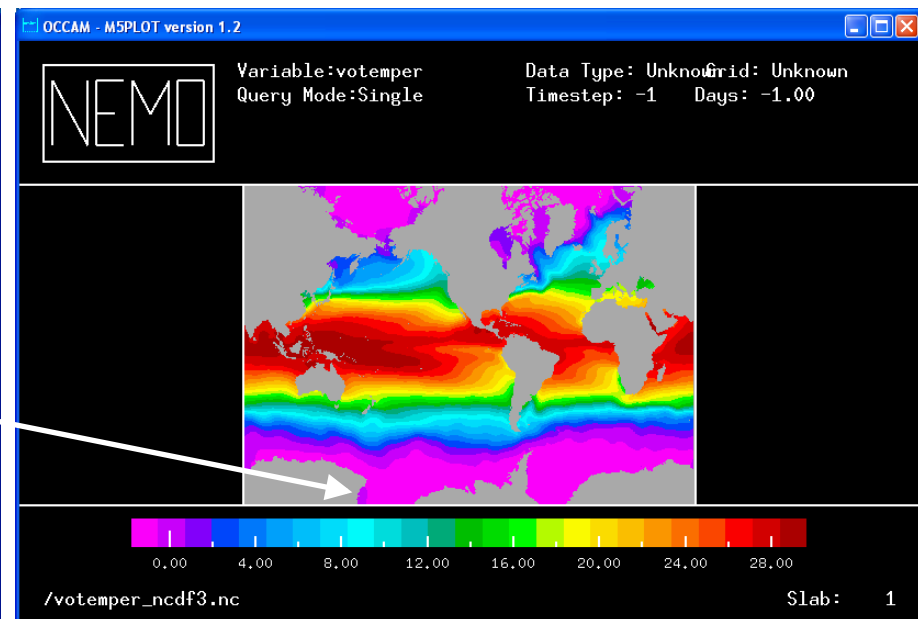 OCCAM - M5PLOT version 1.2
NEMO
Variable:votemper
Query Mode:Single
Data Type: Unknown Grid: Unknown
Timestep: -1 Days: -1.00
0.00 4.00 8.00 12.00 16.00 20.00 24.00 28.00
/votemper_ncdf3.nc
Slab: 1